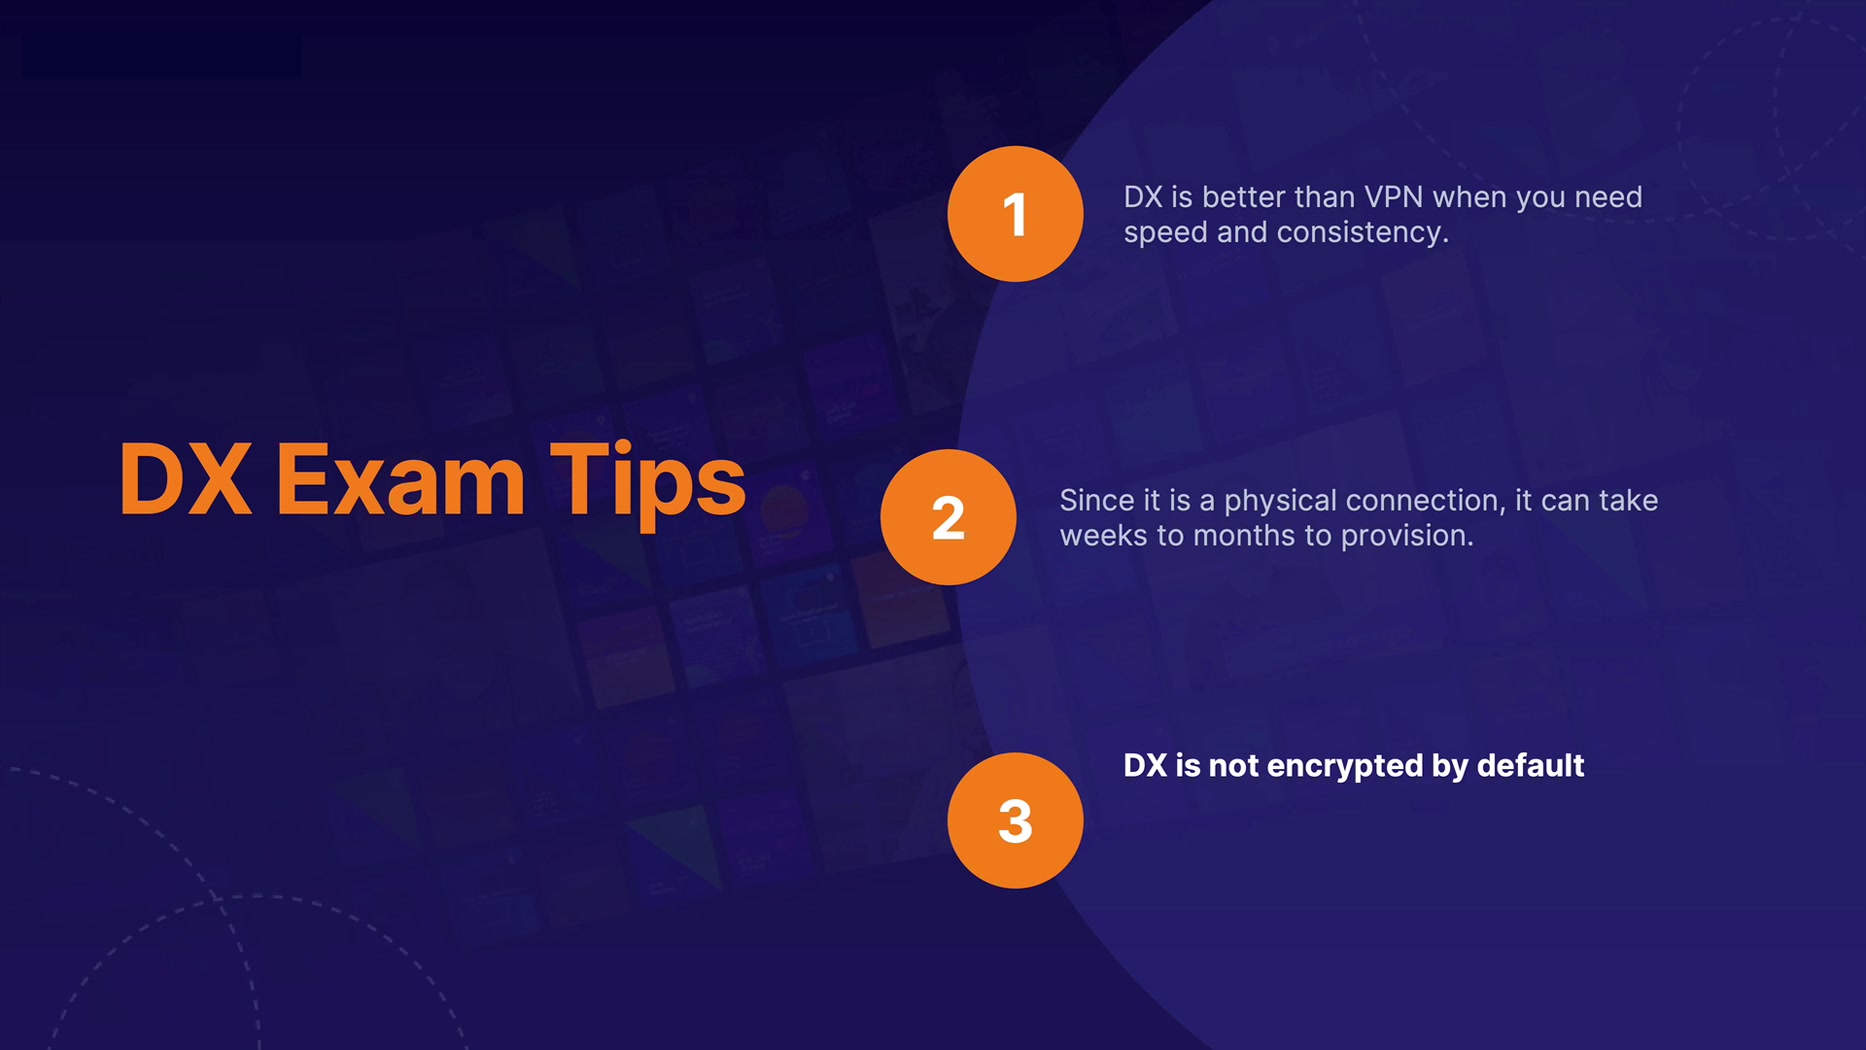 DX Exam Tips
1
DX is better than VPN when you need
speed and consistency.
2
Since it is a physical connection, it can take
weeks to months to provision.
3
DX is not encrypted by default